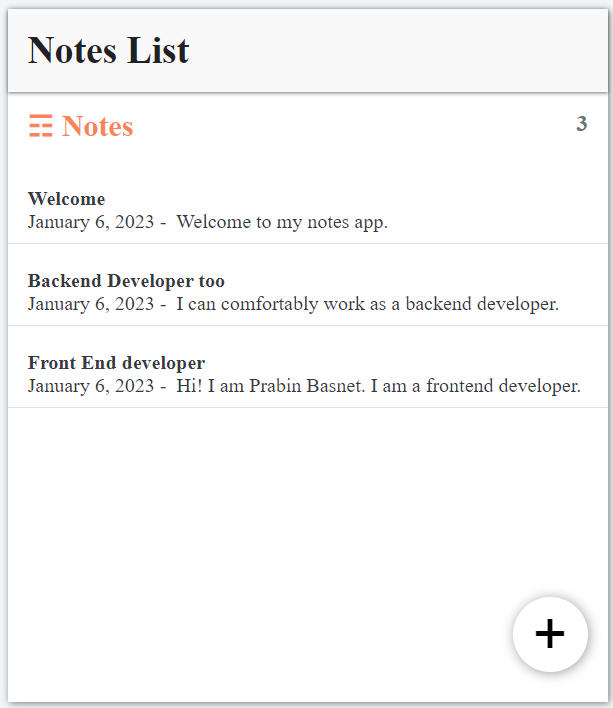 Notes List
☶ Notes
3
Welcome
January 6, 2023 - Welcome to my notes app.
Backend Developer too
January 6, 2023 - I can comfortably work as a backend developer.
Front End developer
January 6, 2023 - Hi! I am Prabin Basnet. I am a frontend developer.
+